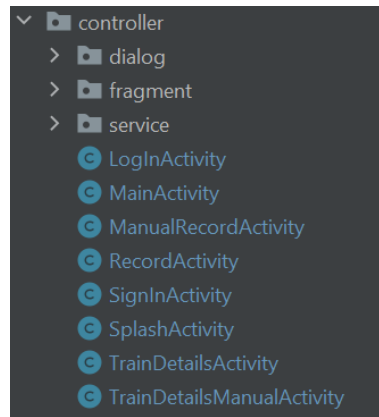 controller
dialog
fragment
service
C LogInActivity
C MainActivity
C ManualRecordActivity
C RecordActivity
C SignInActivity
C SplashActivity
C TrainDetailsActivity
C TrainDetailsManualActivity